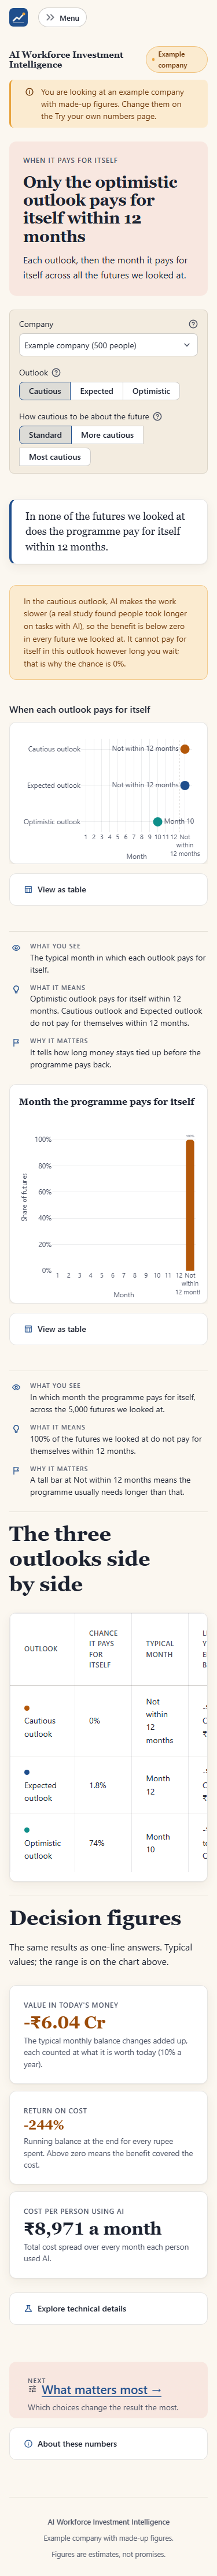 Menu
AI Workforce Investment
Intelligence
Example
company
You are looking at an example company
with made-up figures. Change them on
the Try your own numbers page.
WHEN IT PAYS FOR ITSELF
Only the optimistic
outlook pays for
itself within 12
months
Each outlook, then the month it pays for
itself across all the futures we looked at.
Company
Example company (500 people)
Outlook
Cautious
Expected
Optimistic
How cautious to be about the future
Standard
More cautious
Most cautious
In none of the futures we looked at
does the programme pay for itself
within 12 months.
In the cautious outlook, AI makes the work
slower (a real study found people took longer
on tasks with AI), so the benefit is below zero
in every future we looked at. It cannot pay for
itself in this outlook however long you wait;
that is why the chance is 0%.
When each outlook pays for itself
Cautious outlook
Not within 12 months
Expected outlook
Not within 12 months
Optimistic outlook
Month 10
1 2 3 4 5 6 7 8 9 10 11 12 Not
within
12 months
Month
View as table
WHAT YOU SEE
The typical month in which each outlook pays for
itself.
WHAT IT MEANS
Optimistic outlook pays for itself within 12
months. Cautious outlook and Expected outlook
do not pay for themselves within 12 months.
WHY IT MATTERS
It tells how long money stays tied up before the
programme pays back.
Month the programme pays for itself
100%
100%
80%
60%
40%
20%
0%
Share of futures
1 2 3 4 5 6 7 8 9 10 11 12 Not
within
12 montl
Month
View as table
WHAT YOU SEE
In which month the programme pays for itself,
across the 5,000 futures we looked at.
WHAT IT MEANS
100% of the futures we looked at do not pay for
themselves within 12 months.
WHY IT MATTERS
A tall bar at Not within 12 months means the
programme usually needs longer than that.
The three
outlooks side
by side
OUTLOOK
CHANCE
IT PAYS
FOR
ITSELF
TYPICAL
MONTH
Cautious
outlook
0%
Not
within
12
months
Expected
outlook
1.8%
Month
12
Optimistic
outlook
74%
Month
10
Decision figures
The same results as one-line answers. Typical
values; the range is on the chart above.
VALUE IN TODAY'S MONEY
-₹6.04 Cr
The typical monthly balance changes added up,
each counted at what it is worth today (10% a
year).
RETURN ON COST
-244%
Running balance at the end for every rupee
spent. Above zero means the benefit covered the
cost.
COST PER PERSON USING AI
₹8,971 a month
Total cost spread over every month each person
used AI.
Explore technical details
NEXT
What matters most →
Which choices change the result the most.
About these numbers
AI Workforce Investment Intelligence
Example company with made-up figures.
Figures are estimates, not promises.